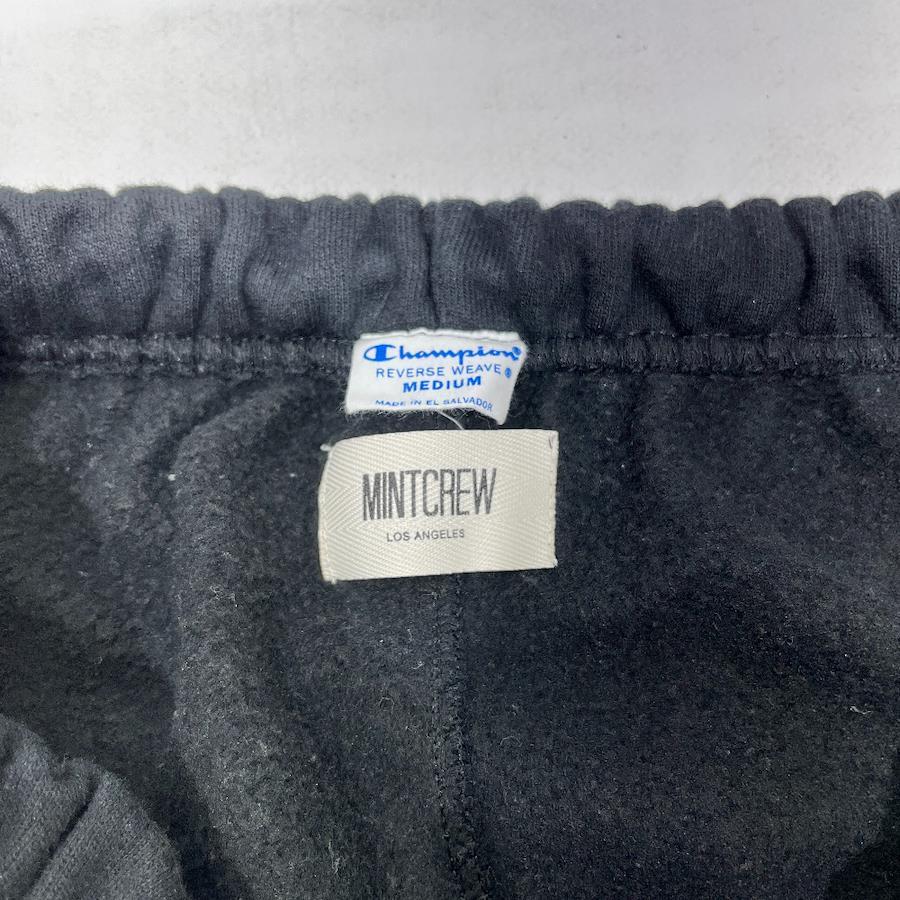 Champion
REVERSE WEAVE®
MEDIUM
MADE IN EL SALVADOR
MINTCREW
LOS ANGELES